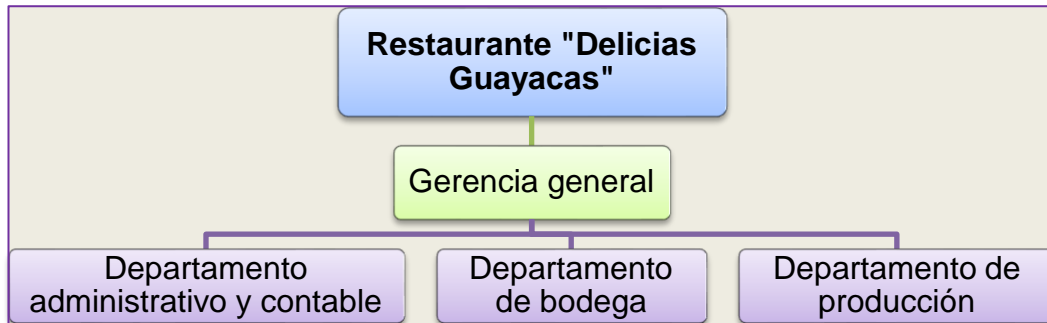 Restaurante "Delicias
Guayacas"
Gerencia general
Departamento
administrativo y contable
Departamento
de bodega
Departamento de
producción